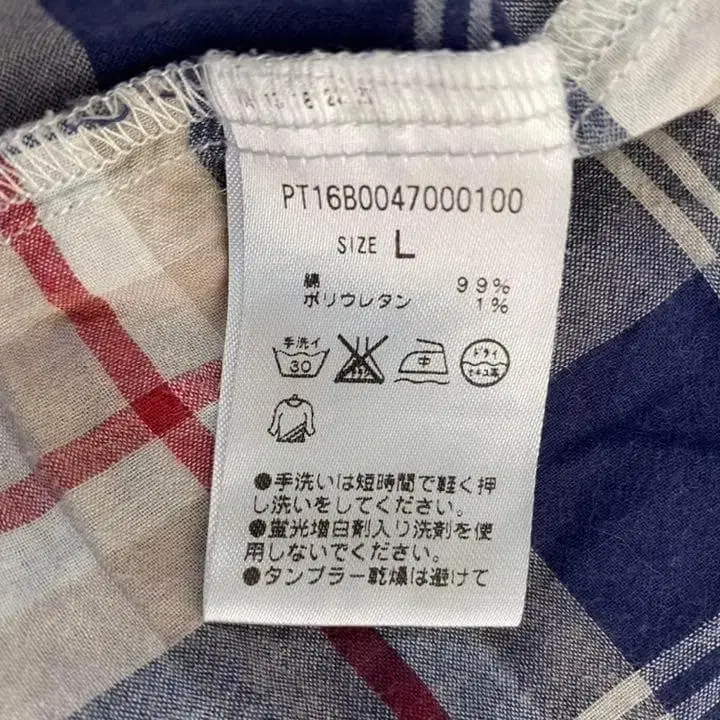 PT16B0047000100
SIZE L
綿 99%
ポリウレタン 1%
手洗イ 30 中 ドライ セキユ系
●手洗いは短時間で軽く押
し洗いをしてください。
●蛍光増白剤入り洗剤を使
用しないでください。
●タンブラー乾燥は避けて